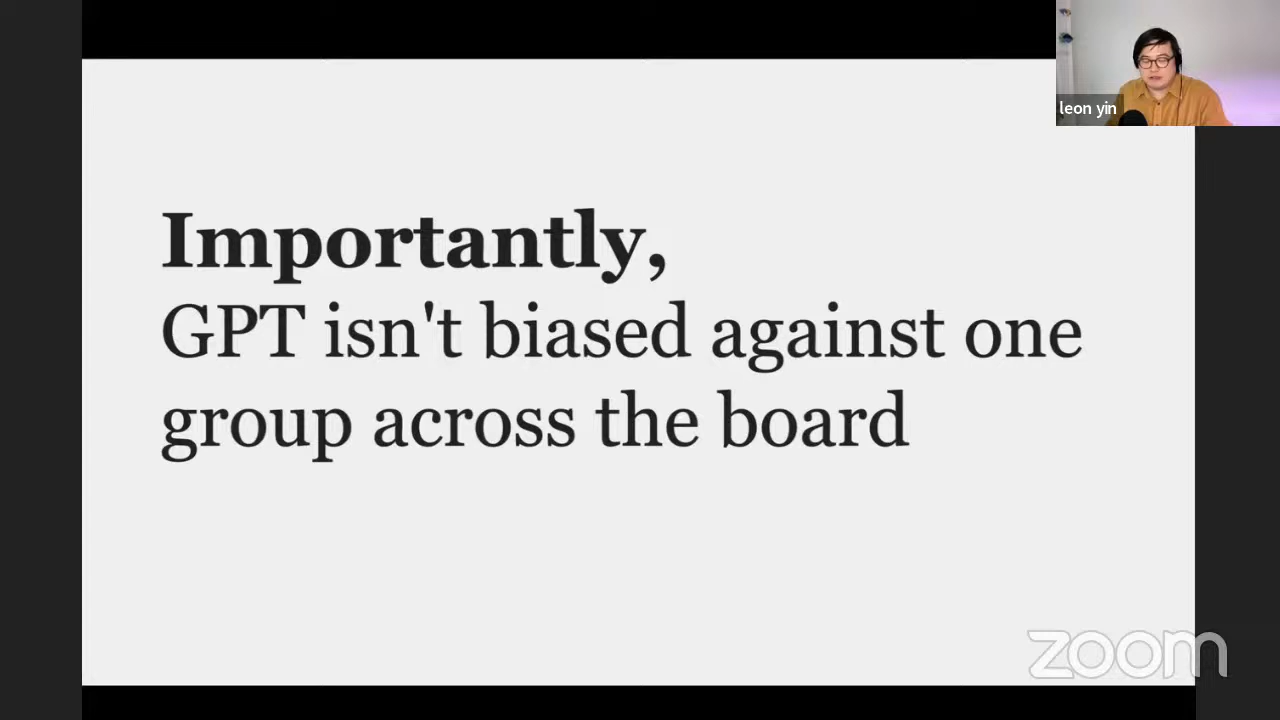 leon yin
Importantly,
GPT isn't biased against one
group across the board
zoom